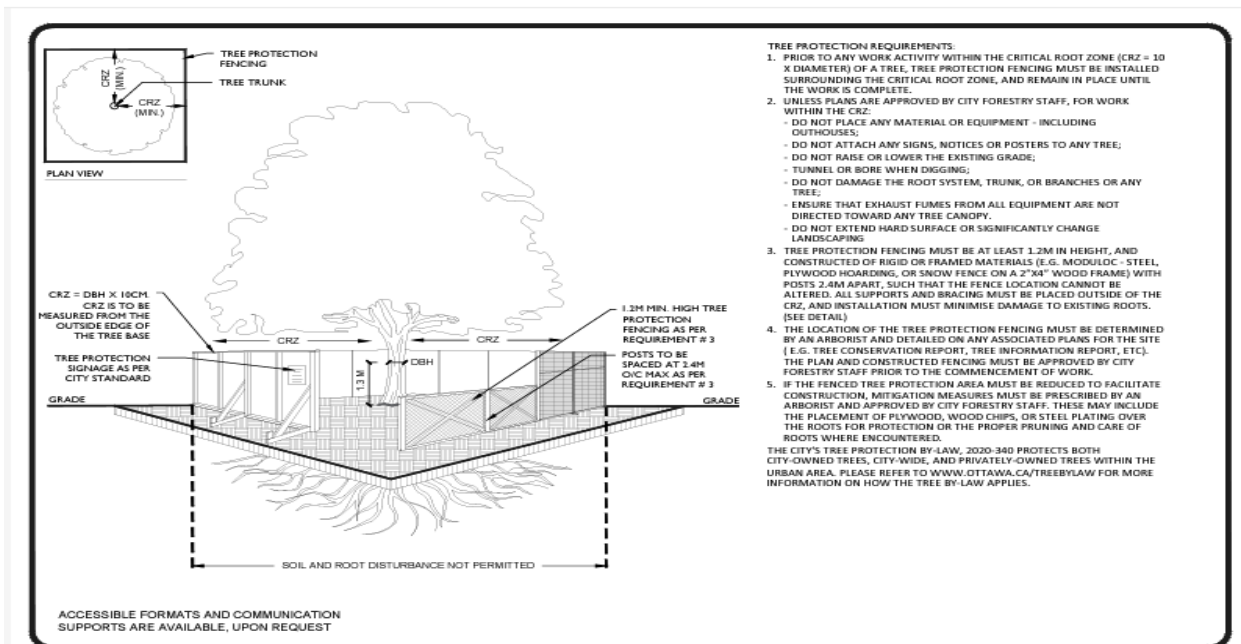 TREE PROTECTION
FENCING
TREE TRUNK
CRZ
(MIN.)
CRZ
(MIN.)
PLAN VIEW
CRZ = DBH X 10CM.
CRZ IS TO BE
MEASURED FROM THE
OUTSIDE EDGE OF
THE TREE BASE
TREE PROTECTION
SIGNAGE AS PER
CITY STANDARD
GRADE
CRZ
CRZ
DBH
1.3 M
1.2M MIN. HIGH TREE
PROTECTION
FENCING AS PER
REQUIREMENT # 3
POSTS TO BE
SPACED AT 2.4M
O/C MAX AS PER
REQUIREMENT # 3
GRADE
SOIL AND ROOT DISTURBANCE NOT PERMITTED
ACCESSIBLE FORMATS AND COMMUNICATION
SUPPORTS ARE AVAILABLE, UPON REQUEST
TREE PROTECTION REQUIREMENTS:
1. PRIOR TO ANY WORK ACTIVITY WITHIN THE CRITICAL ROOT ZONE (CRZ = 10
X DIAMETER) OF A TREE, TREE PROTECTION FENCING MUST BE INSTALLED
SURROUNDING THE CRITICAL ROOT ZONE, AND REMAIN IN PLACE UNTIL
THE WORK IS COMPLETE.
2. UNLESS PLANS ARE APPROVED BY CITY FORESTRY STAFF, FOR WORK
WITHIN THE CRZ:
- DO NOT PLACE ANY MATERIAL OR EQUIPMENT - INCLUDING
OUTHOUSES;
- DO NOT ATTACH ANY SIGNS, NOTICES OR POSTERS TO ANY TREE;
- DO NOT RAISE OR LOWER THE EXISTING GRADE;
- TUNNEL OR BORE WHEN DIGGING;
- DO NOT DAMAGE THE ROOT SYSTEM, TRUNK, OR BRANCHES OR ANY
TREE;
- ENSURE THAT EXHAUST FUMES FROM ALL EQUIPMENT ARE NOT
DIRECTED TOWARD ANY TREE CANOPY.
- DO NOT EXTEND HARD SURFACE OR SIGNIFICANTLY CHANGE
LANDSCAPING
3. TREE PROTECTION FENCING MUST BE AT LEAST 1.2M IN HEIGHT, AND
CONSTRUCTED OF RIGID OR FRAMED MATERIALS (E.G. MODULOC - STEEL,
PLYWOOD HOARDING, OR SNOW FENCE ON A 2"X4" WOOD FRAME) WITH
POSTS 2.4M APART, SUCH THAT THE FENCE LOCATION CANNOT BE
ALTERED. ALL SUPPORTS AND BRACING MUST BE PLACED OUTSIDE OF THE
CRZ, AND INSTALLATION MUST MINIMISE DAMAGE TO EXISTING ROOTS.
(SEE DETAIL)
4. THE LOCATION OF THE TREE PROTECTION FENCING MUST BE DETERMINED
BY AN ARBORIST AND DETAILED ON ANY ASSOCIATED PLANS FOR THE SITE
( E.G. TREE CONSERVATION REPORT, TREE INFORMATION REPORT, ETC).
THE PLAN AND CONSTRUCTED FENCING MUST BE APPROVED BY CITY
FORESTRY STAFF PRIOR TO THE COMMENCEMENT OF WORK.
5. IF THE FENCED TREE PROTECTION AREA MUST BE REDUCED TO FACILITATE
CONSTRUCTION, MITIGATION MEASURES MUST BE PRESCRIBED BY AN
ARBORIST AND APPROVED BY CITY FORESTRY STAFF. THESE MAY INCLUDE
THE PLACEMENT OF PLYWOOD, WOOD CHIPS, OR STEEL PLATING OVER
THE ROOTS FOR PROTECTION OR THE PROPER PRUNING AND CARE OF
ROOTS WHERE ENCOUNTERED.
THE CITY'S TREE PROTECTION BY-LAW, 2020-340 PROTECTS BOTH
CITY-OWNED TREES, CITY-WIDE, AND PRIVATELY-OWNED TREES WITHIN THE
URBAN AREA. PLEASE REFER TO WWW.OTTAWA.CA/TREEBYLAW FOR MORE
INFORMATION ON HOW THE TREE BY-LAW APPLIES.